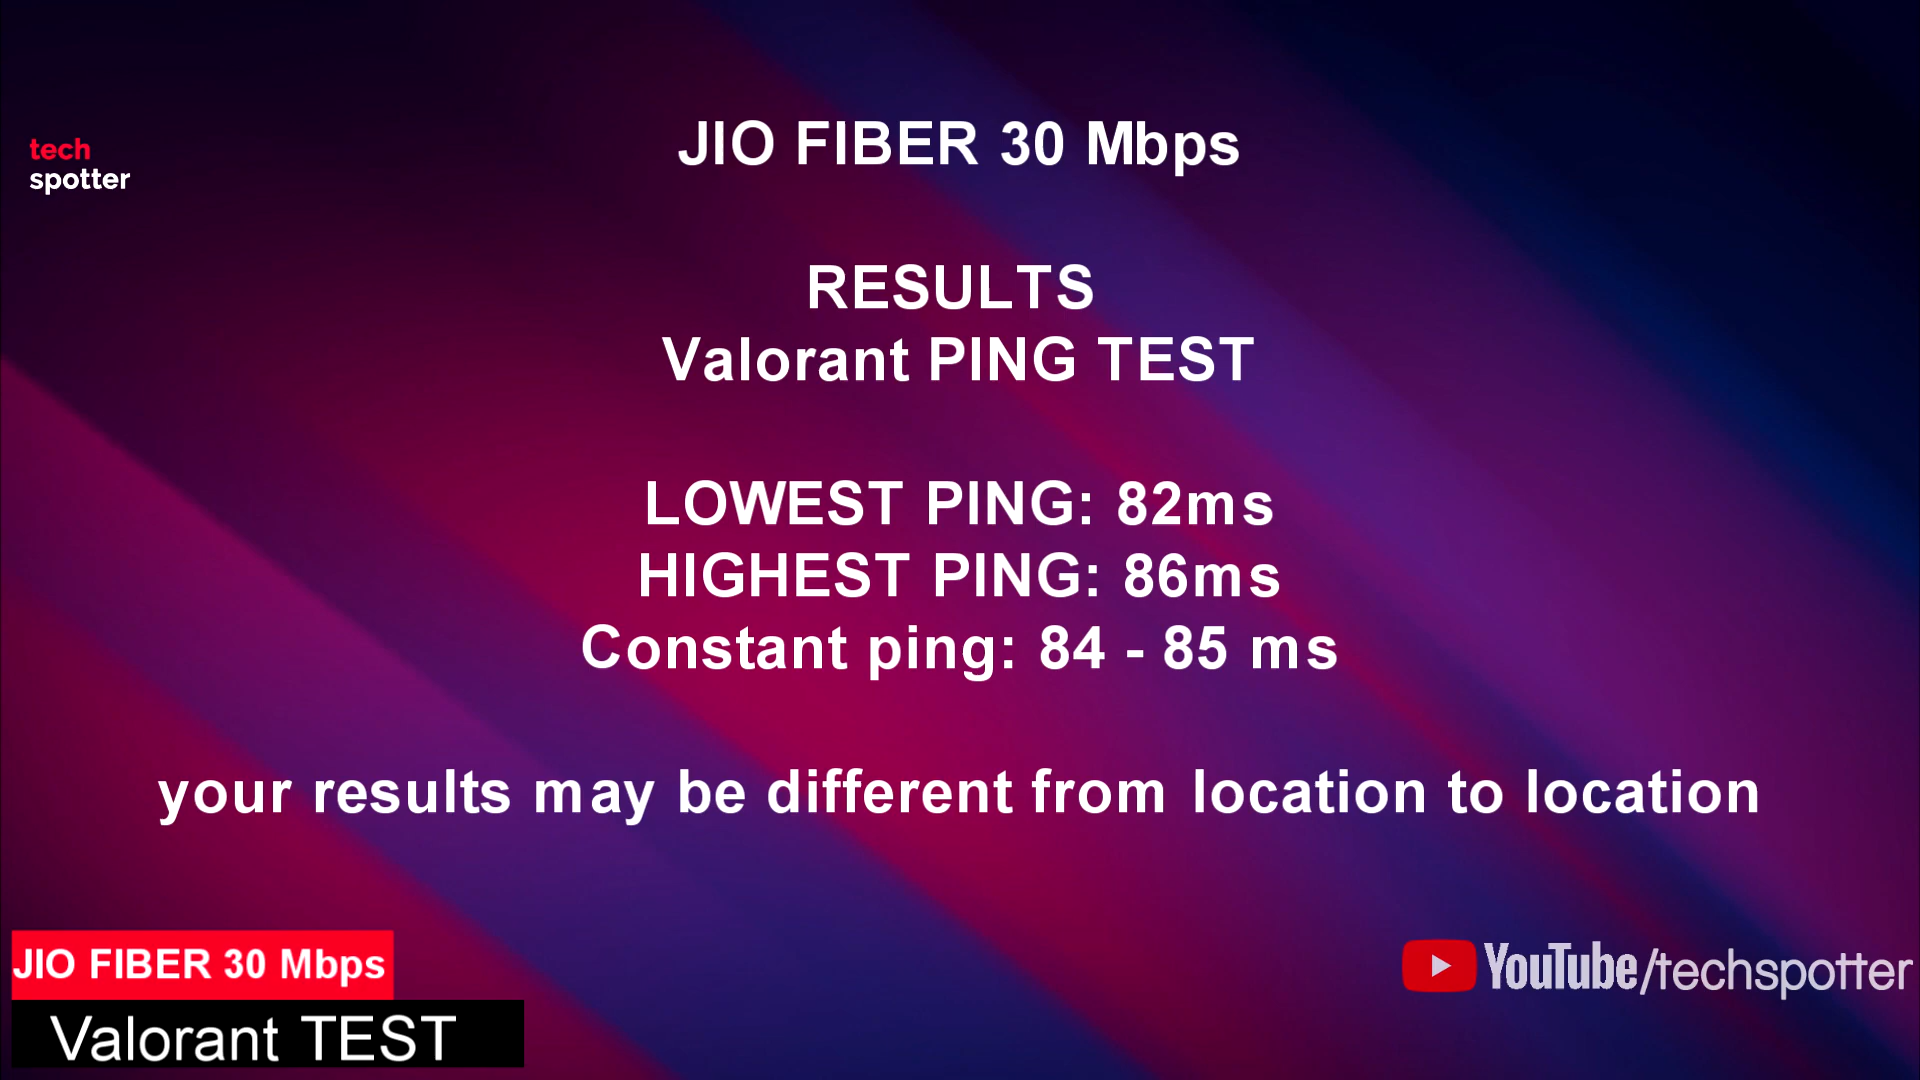 JIO FIBER 30 Mbps
tech
spotter
RESULTS
Valorant PING TEST
LOWEST PING: 82ms
HIGHEST PING: 86ms
Constant ping: 84 - 85 ms
your results may be different from location to location
JIO FIBER 30 Mbps
Valorant TEST
YouTube/techspotter